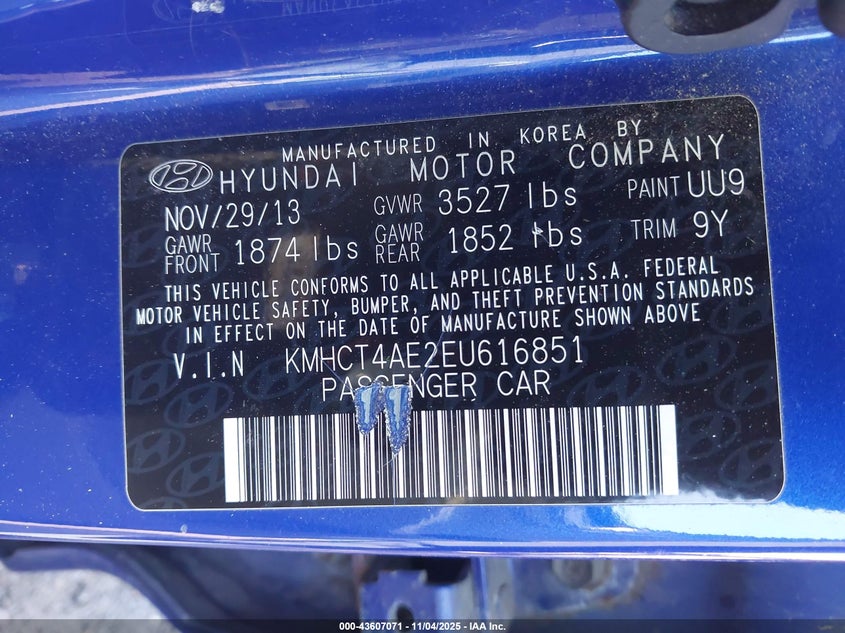 MANUFACTURED IN KOREA BY
HYUNDAI MOTOR COMPANY
NOV/29/13 GVWR 3527 lbs PAINT UU9
GAWR FRONT 1874 lbs GAWR REAR 1852 lbs TRIM 9Y
THIS VEHICLE CONFORMS TO ALL APPLICABLE U.S.A. FEDERAL
MOTOR VEHICLE SAFETY, BUMPER, AND THEFT PREVENTION STANDARDS
IN EFFECT ON THE DATE OF MANUFACTURE SHOWN ABOVE
V.I.N KMHCT4AE2EU616851
PASSENGER CAR
000-43607071 - 11/04/2025 - IAA Inc.